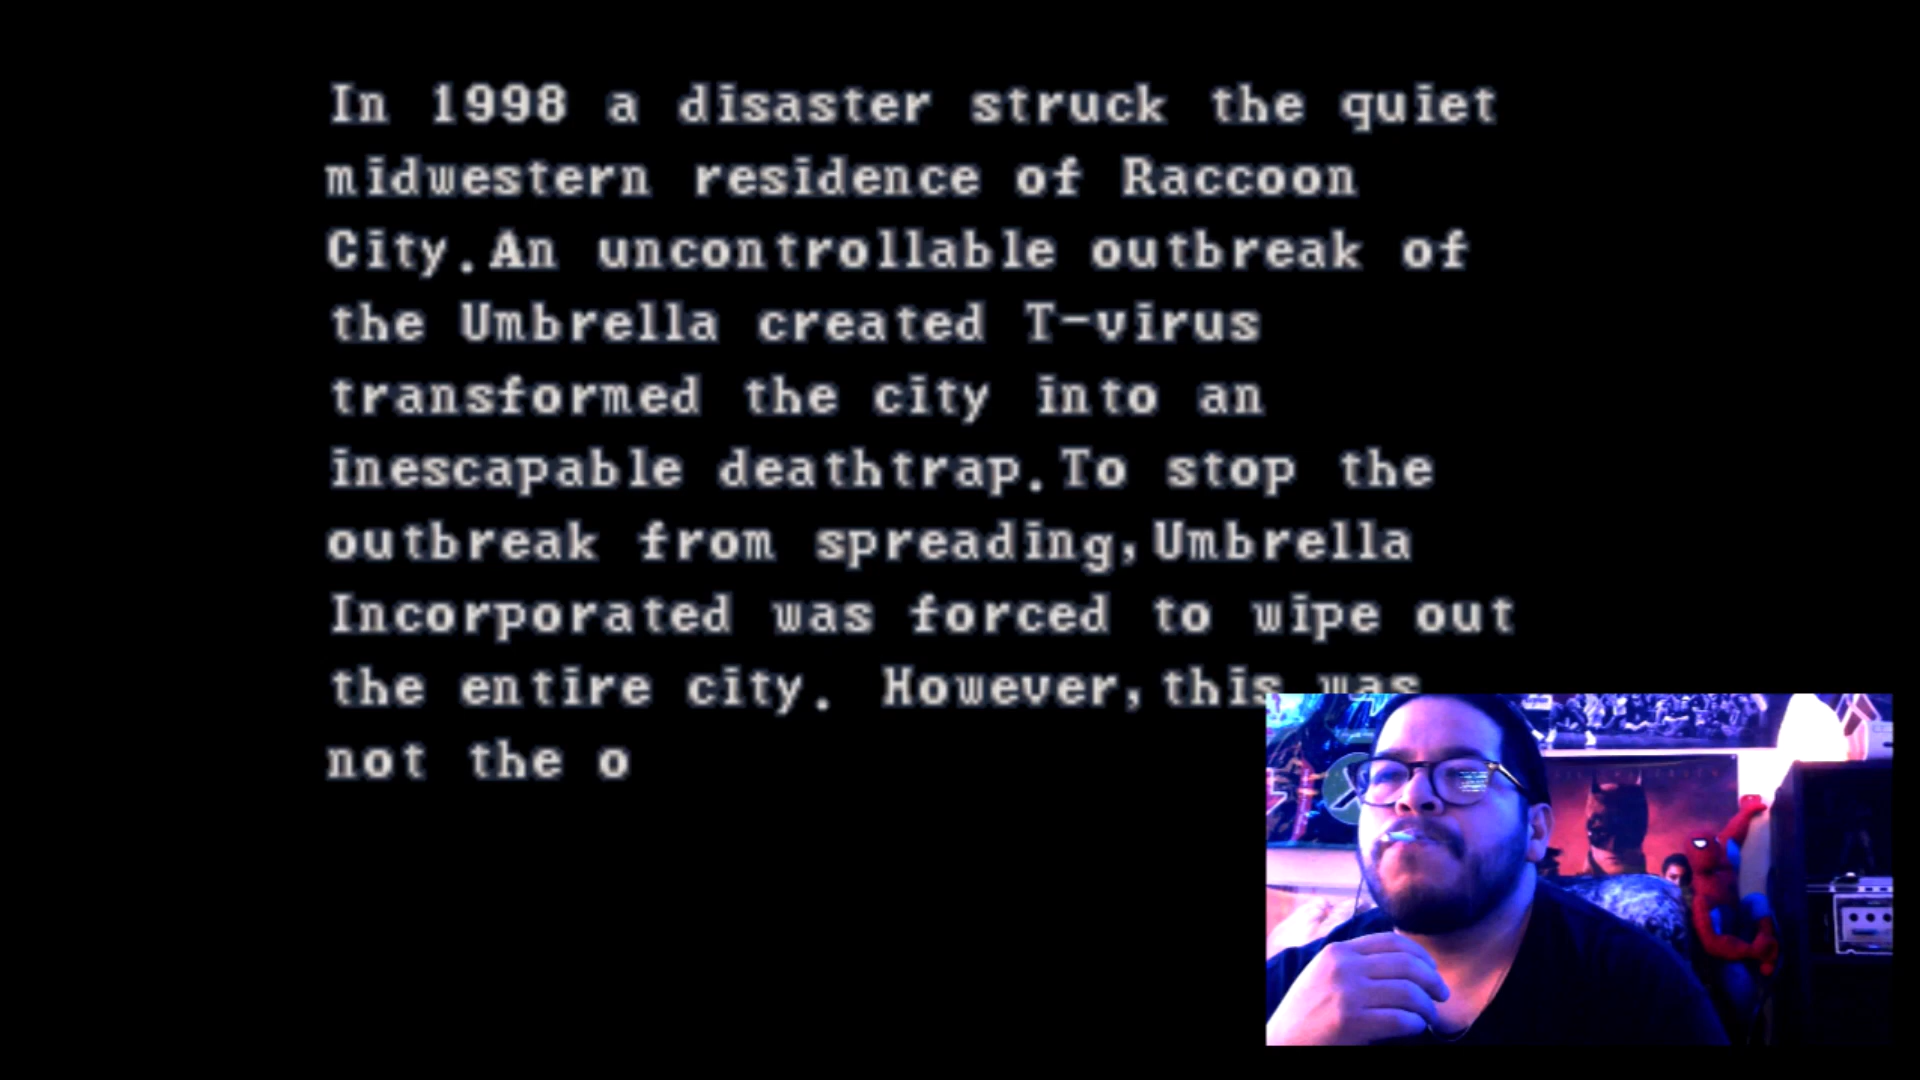 In 1998 a disaster struck the quiet
midwestern residence of Raccoon
City.An uncontrollable outbreak of
the Umbrella created T-virus
transformed the city into an
inescapable deathtrap.To stop the
outbreak from spreading,Umbrella
Incorporated was forced to wipe out
the entire city. However,this was
not the o